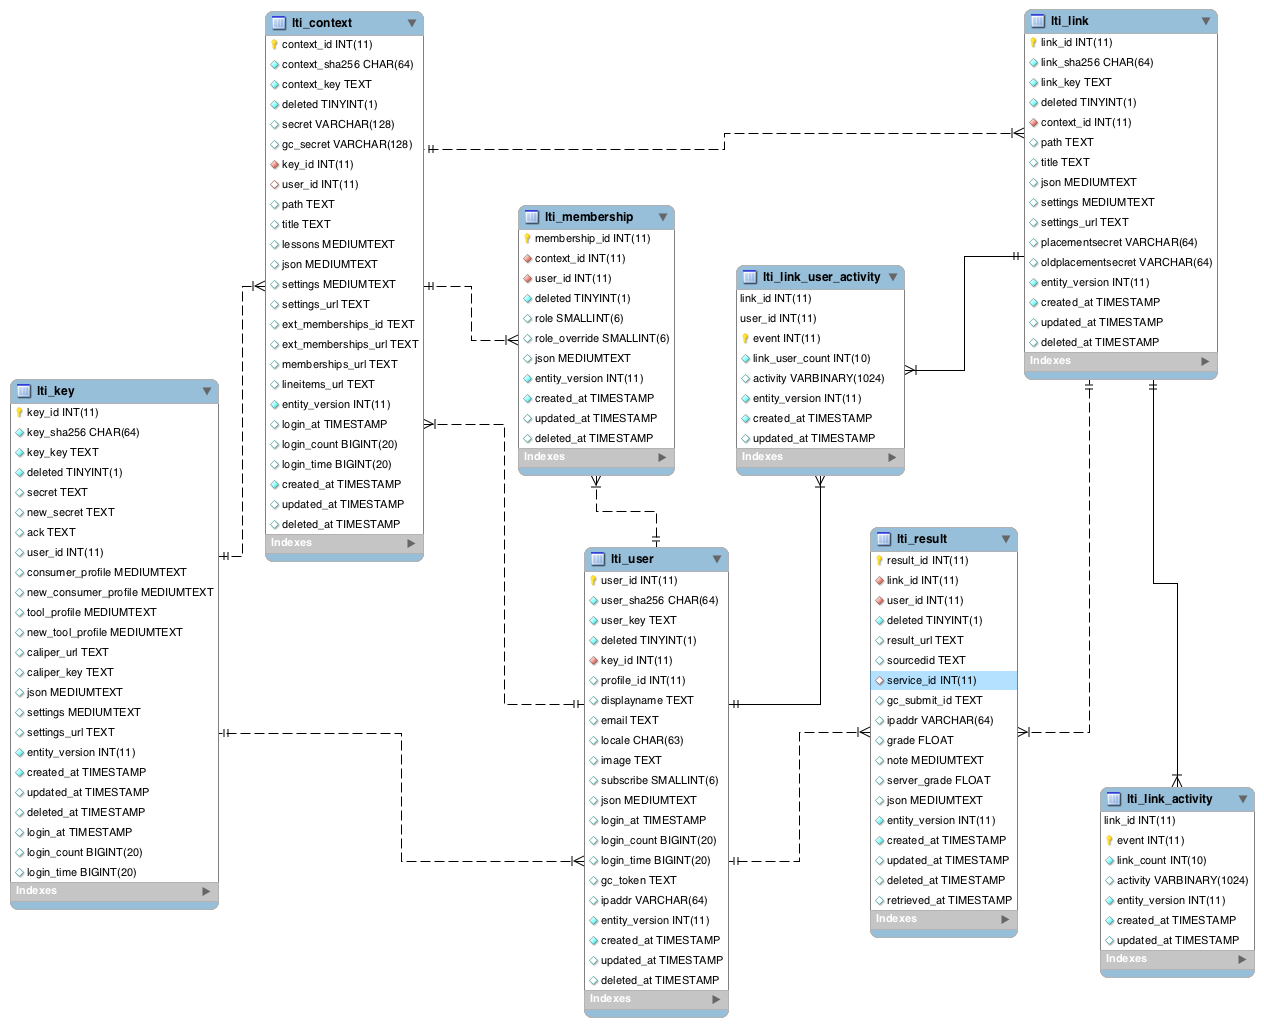 lti_context
context_id INT(11)
context_sha256 CHAR(64)
context_key TEXT
deleted TINYINT(1)
secret VARCHAR(128)
gc_secret VARCHAR(128)
key_id INT(11)
user_id INT(11)
path TEXT
title TEXT
lessons MEDIUMTEXT
json MEDIUMTEXT
settings MEDIUMTEXT
settings_url TEXT
ext_memberships_id TEXT
ext_memberships_url TEXT
memberships_url TEXT
lineitems_url TEXT
entity_version INT(11)
login_at TIMESTAMP
login_count BIGINT(20)
login_time BIGINT(20)
created_at TIMESTAMP
updated_at TIMESTAMP
deleted_at TIMESTAMP
Indexes
lti_link
link_id INT(11)
link_sha256 CHAR(64)
link_key TEXT
deleted TINYINT(1)
context_id INT(11)
path TEXT
title TEXT
json MEDIUMTEXT
settings MEDIUMTEXT
settings_url TEXT
placementsecret VARCHAR(64)
oldplacementsecret VARCHAR(64)
entity_version INT(11)
created_at TIMESTAMP
updated_at TIMESTAMP
deleted_at TIMESTAMP
Indexes
lti_membership
membership_id INT(11)
context_id INT(11)
user_id INT(11)
deleted TINYINT(1)
role SMALLINT(6)
role_override SMALLINT(6)
json MEDIUMTEXT
entity_version INT(11)
created_at TIMESTAMP
updated_at TIMESTAMP
deleted_at TIMESTAMP
Indexes
lti_link_user_activity
link_id INT(11)
user_id INT(11)
event INT(11)
link_user_count INT(10)
activity VARBINARY(1024)
entity_version INT(11)
created_at TIMESTAMP
updated_at TIMESTAMP
Indexes
lti_key
key_id INT(11)
key_sha256 CHAR(64)
key_key TEXT
deleted TINYINT(1)
secret TEXT
new_secret TEXT
ack TEXT
user_id INT(11)
consumer_profile MEDIUMTEXT
new_consumer_profile MEDIUMTEXT
tool_profile MEDIUMTEXT
new_tool_profile MEDIUMTEXT
caliper_url TEXT
caliper_key TEXT
json MEDIUMTEXT
settings MEDIUMTEXT
settings_url TEXT
entity_version INT(11)
created_at TIMESTAMP
updated_at TIMESTAMP
deleted_at TIMESTAMP
login_at TIMESTAMP
login_count BIGINT(20)
login_time BIGINT(20)
Indexes
lti_user
user_id INT(11)
user_sha256 CHAR(64)
user_key TEXT
deleted TINYINT(1)
key_id INT(11)
profile_id INT(11)
displayname TEXT
email TEXT
locale CHAR(63)
image TEXT
subscribe SMALLINT(6)
json MEDIUMTEXT
login_at TIMESTAMP
login_count BIGINT(20)
login_time BIGINT(20)
gc_token TEXT
ipaddr VARCHAR(64)
entity_version INT(11)
created_at TIMESTAMP
updated_at TIMESTAMP
deleted_at TIMESTAMP
Indexes
lti_result
result_id INT(11)
link_id INT(11)
user_id INT(11)
deleted TINYINT(1)
result_url TEXT
sourcedid TEXT
service_id INT(11)
gc_submit_id TEXT
ipaddr VARCHAR(64)
grade FLOAT
note MEDIUMTEXT
server_grade FLOAT
json MEDIUMTEXT
entity_version INT(11)
created_at TIMESTAMP
updated_at TIMESTAMP
deleted_at TIMESTAMP
retrieved_at TIMESTAMP
Indexes
lti_link_activity
link_id INT(11)
event INT(11)
link_count INT(10)
activity VARBINARY(1024)
entity_version INT(11)
created_at TIMESTAMP
updated_at TIMESTAMP
Indexes